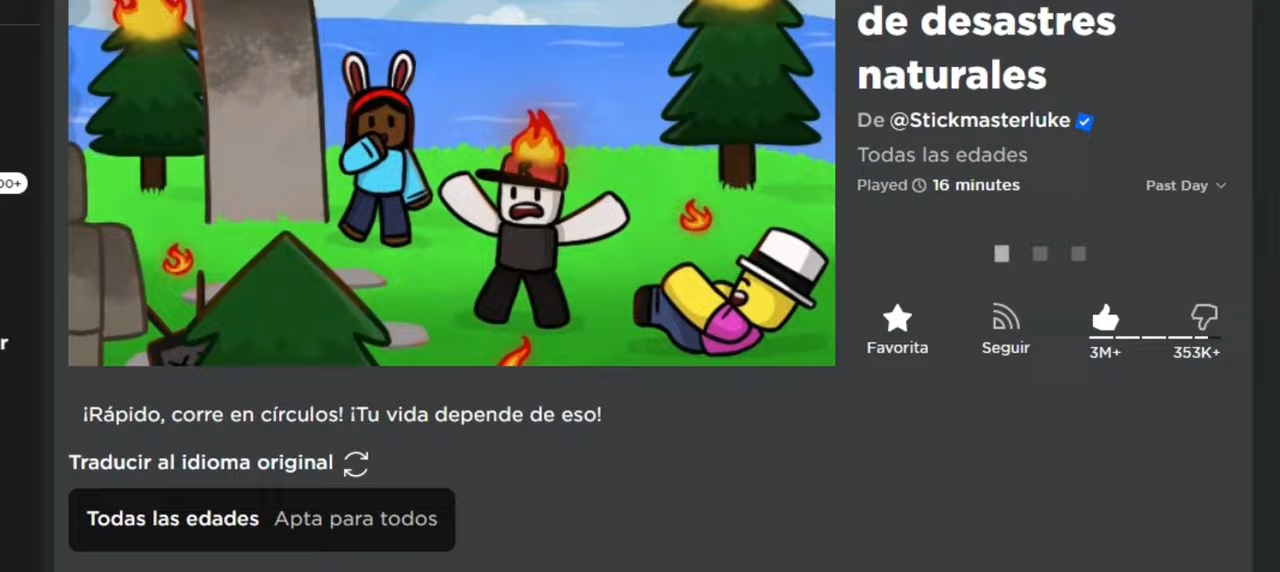 de desastres
naturales
De @Stickmasterluke
Todas las edades
Played 16 minutes
Past Day
00+
r
Favorita
Seguir
3M+
353K+
¡Rápido, corre en círculos! ¡Tu vida depende de eso!
Traducir al idioma original
Todas las edades Apta para todos